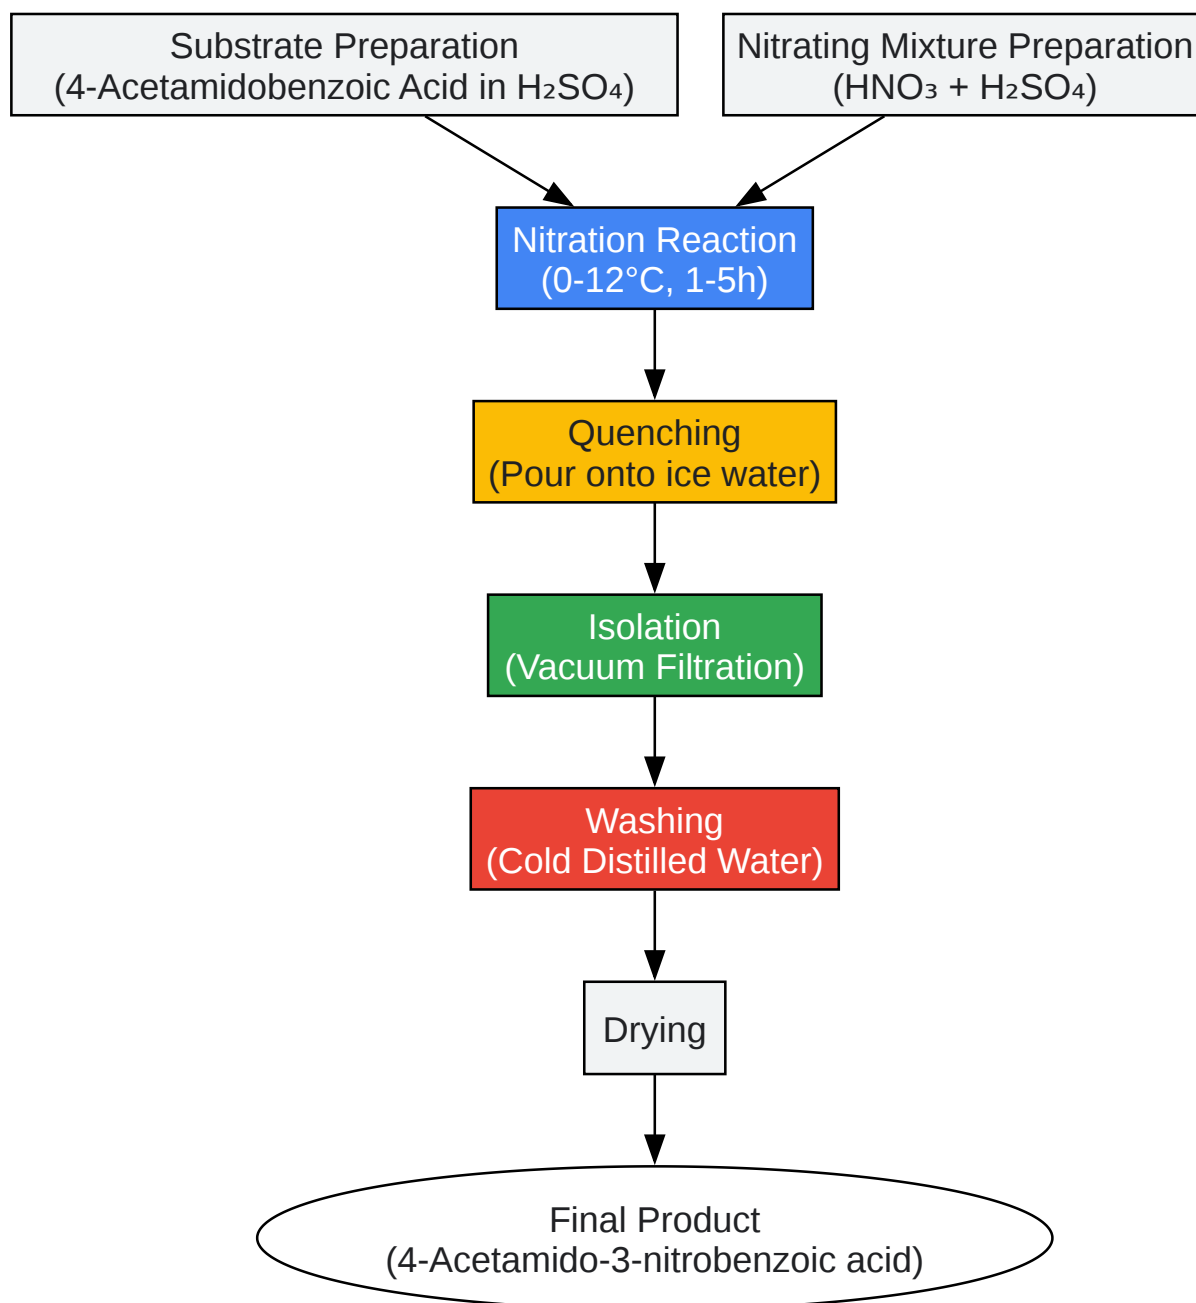 Substrate Preparation
(4-Acetamidobenzoic Acid in H₂SO₄)
Nitrating Mixture Preparation
(HNO₃ + H₂SO₄)
Nitration Reaction
(0-12°C, 1-5h)
Quenching
(Pour onto ice water)
Isolation
(Vacuum Filtration)
Washing
(Cold Distilled Water)
Drying
Final Product
(4-Acetamido-3-nitrobenzoic acid)